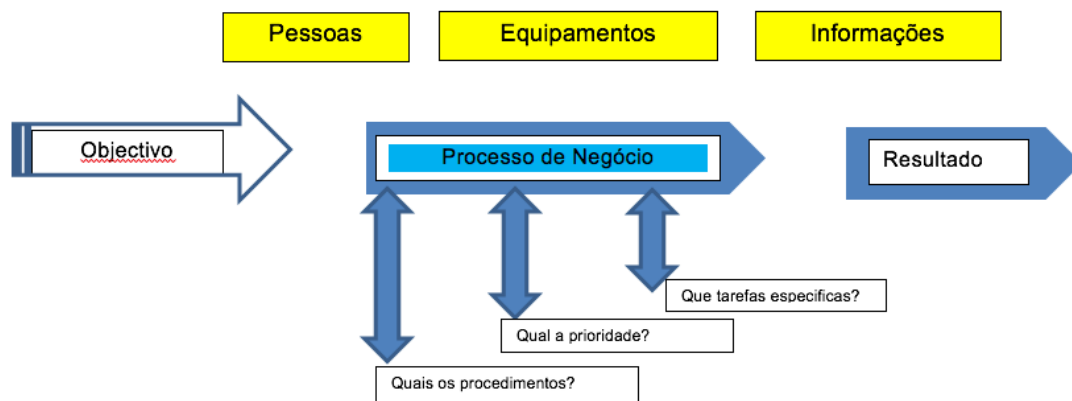 Pessoas
Equipamentos
Informações
Objectivo
Processo de Negócio
Resultado
Que tarefas especificas?
Qual a prioridade?
Quais os procedimentos?